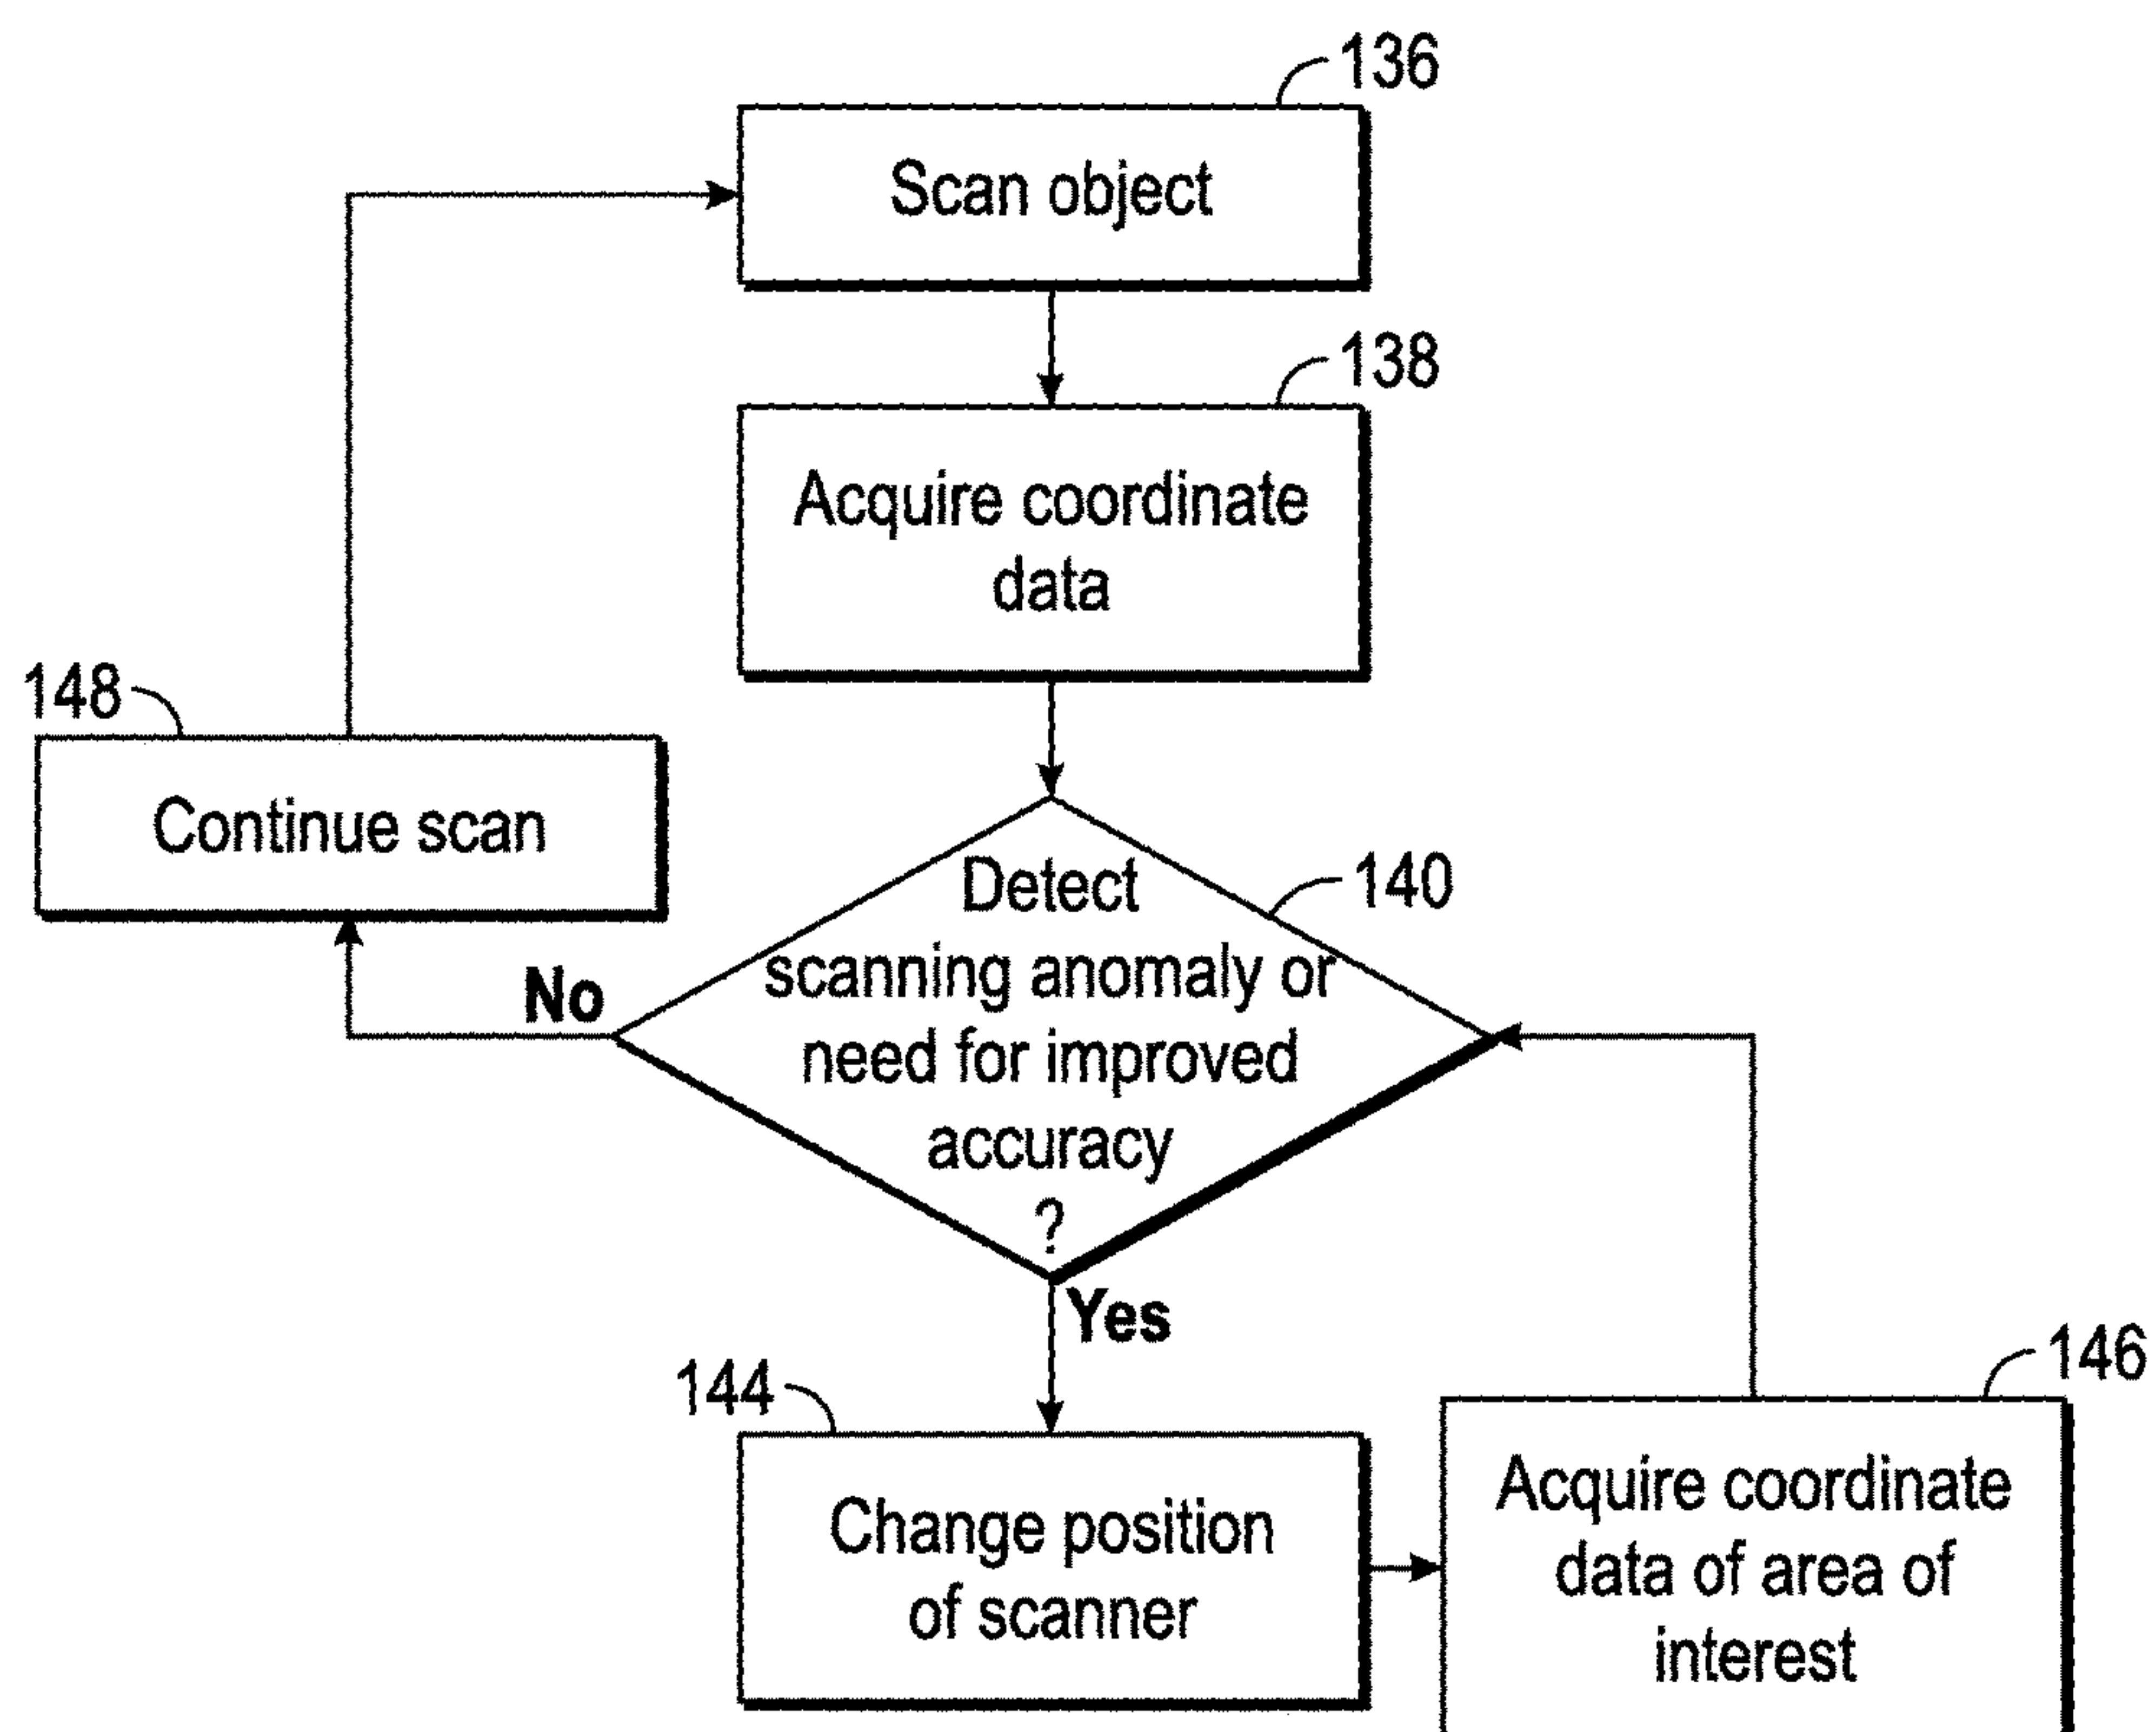 136
Scan object
138
Acquire coordinate
data
148
Continue scan
140
Detect
scanning anomaly or
need for improved
accuracy
?
No
Yes
144
Change position
of scanner
146
Acquire coordinate
data of area of
interest